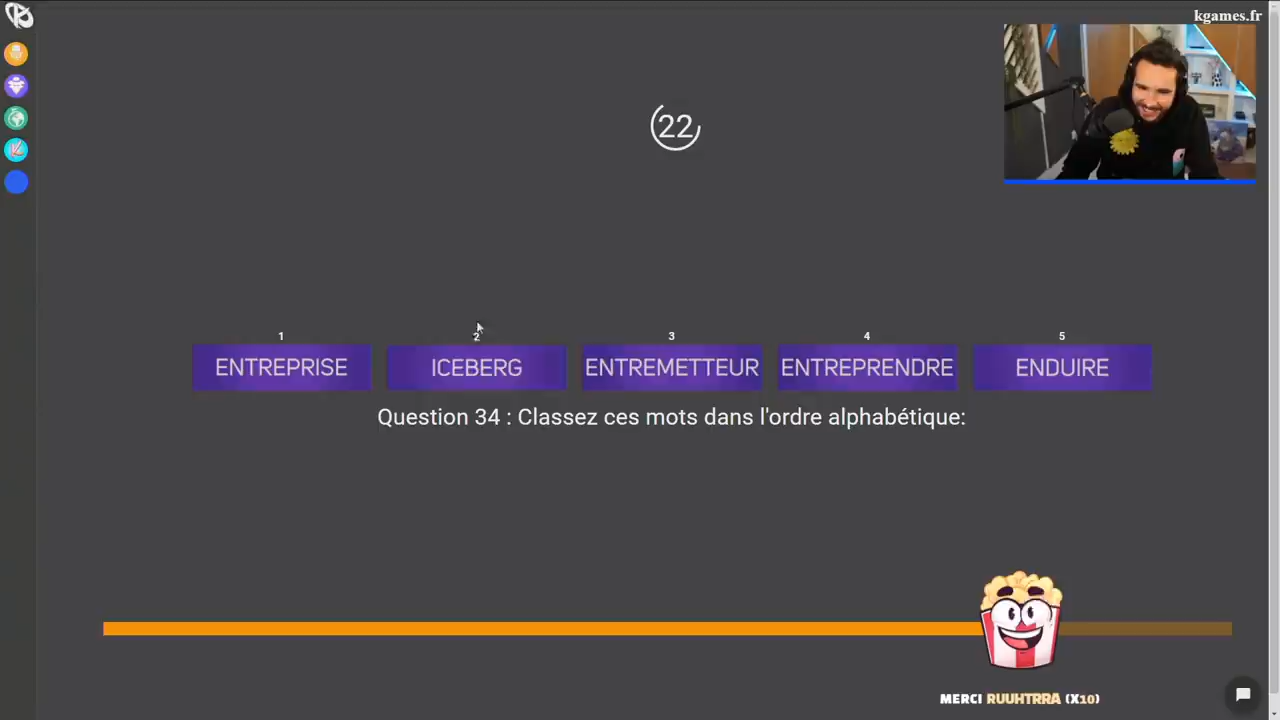 kgames.fr
22
1 2 3 4 5
ENTREPRISE ICEBERG ENTREMETTEUR ENTREPRENDRE ENDUIRE
Question 34 : Classez ces mots dans l'ordre alphabétique:
MERCI RUUHTRRA (X10)